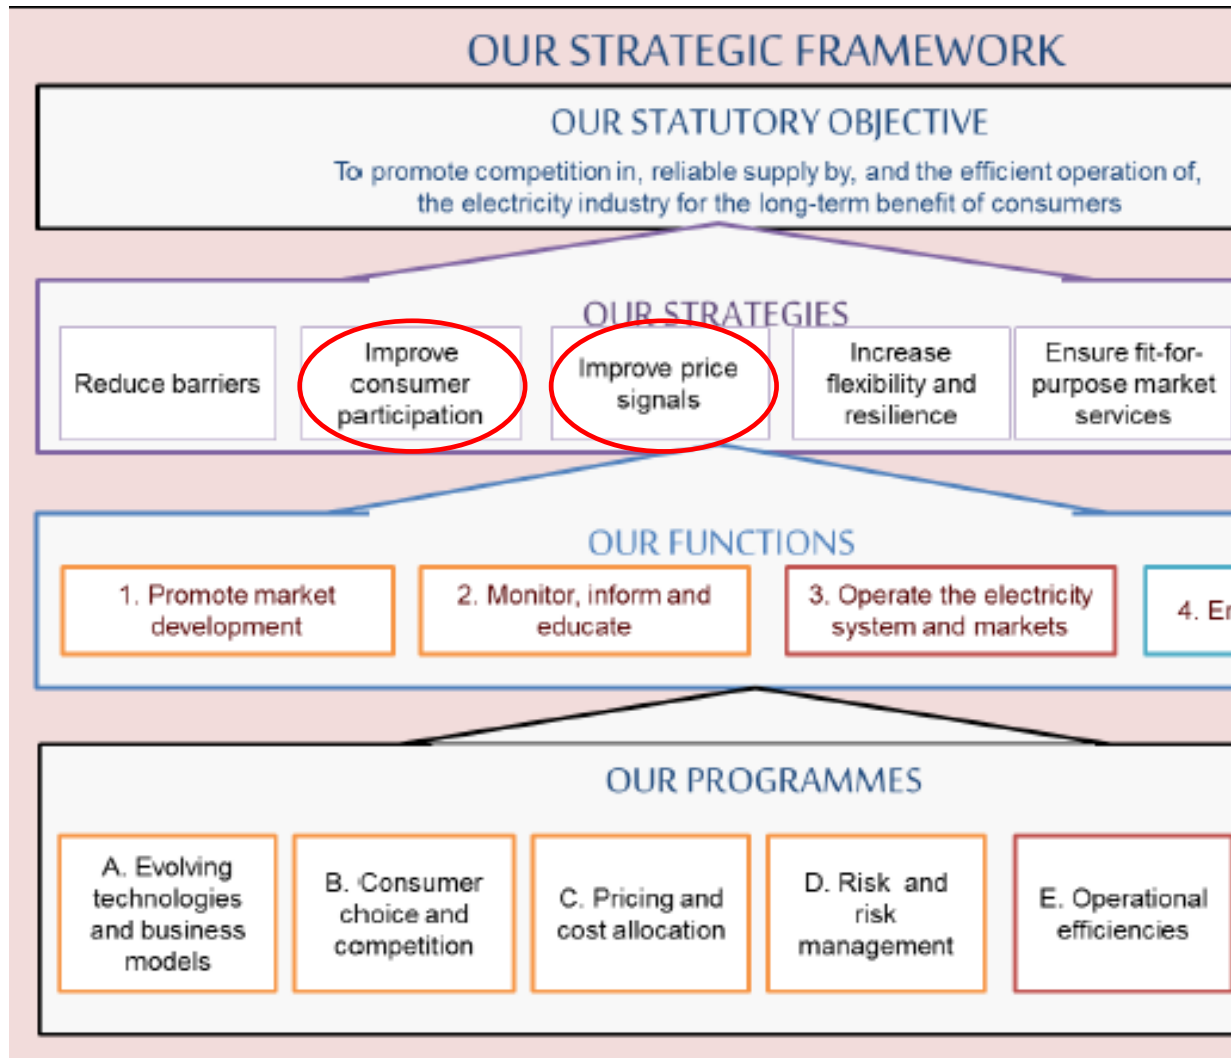 OUR STRATEGIC FRAMEWORK
OUR STATUTORY OBJECTIVE
To promote competition in, reliable supply by, and the efficient operation of,
the electricity industry for the long-term benefit of consumers
OUR STRATEGIES
Reduce barriers
Improve
consumer
participation
Improve price
signals
Increase
flexibility and
resilience
Ensure fit-for-
purpose market
services
OUR FUNCTIONS
1. Promote market
development
2. Monitor, inform and
educate
3. Operate the electricity
system and markets
4.
OUR PROGRAMMES
A. Evolving
technologies
and business
models
B. Consumer
choice and
competition
C. Pricing and
cost allocation
D. Risk and
risk
management
E. Operational
efficiencies